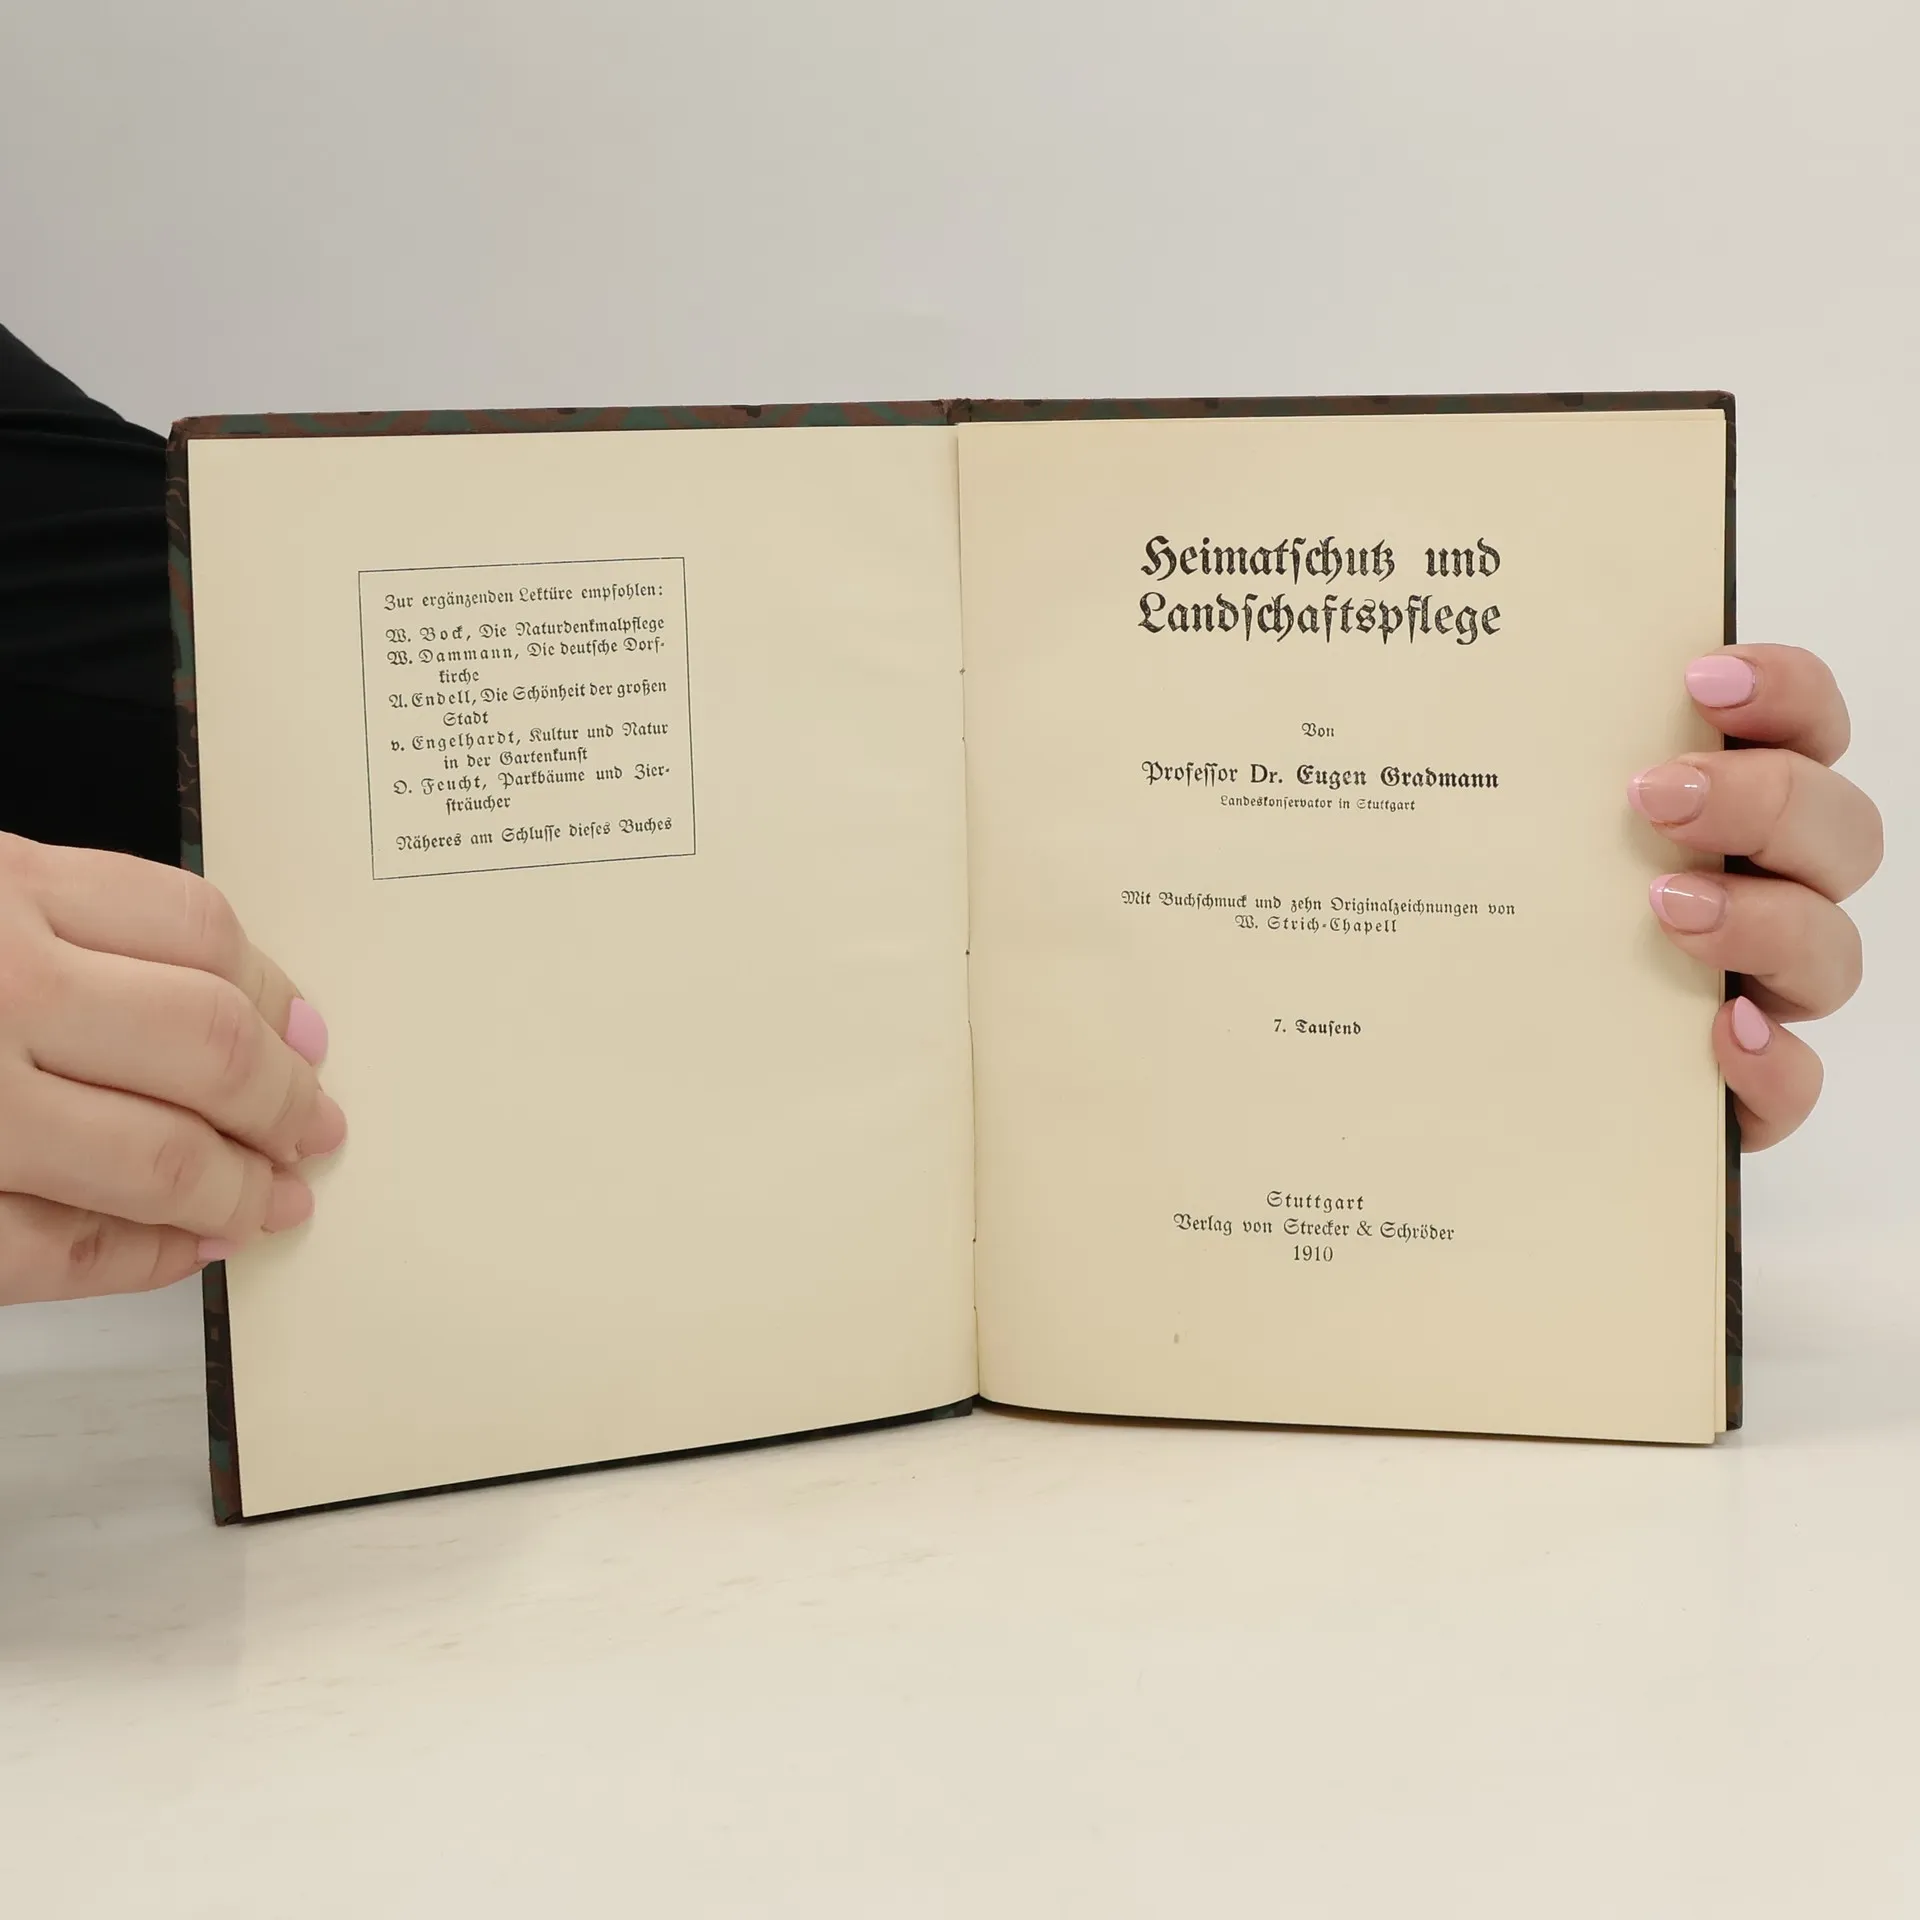 Zur ergänzenden Lektüre empfohlen:
W. Bock, Die Naturdenkmalpflege
W. Dammann, Die deutſche Dorf-
kirche
A. Endell, Die Schönheit der großen
Stadt
v. Engelhardt, Kultur und Natur
in der Gartenkunſt
O. Feucht, Parkbäume und Zier-
ſträucher
Näheres am Schluſſe dieſes Buches
Heimatſchutz und
Landſchaftspflege
Von
Profeſſor Dr. Eugen Gradmann
Landeskonſervator in Stuttgart
Mit Buchſchmuck und zehn Originalzeichnungen von
W. Strich-Chapell
7. Tauſend
Stuttgart
Verlag von Strecker & Schröder
1910